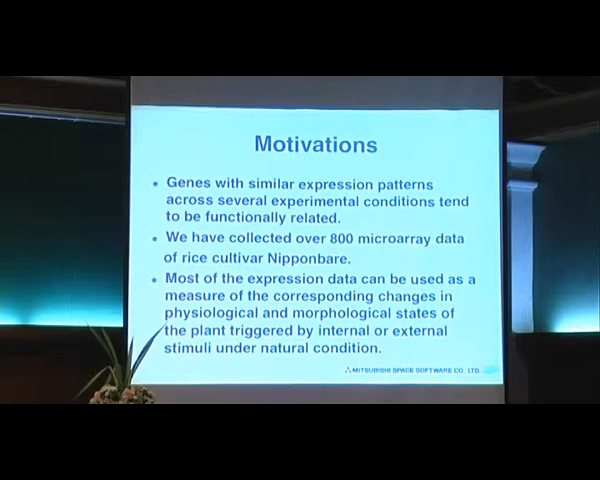 Motivations
• Genes with similar expression patterns
across several experimental conditions tend
to be functionally related.
• We have collected over 800 microarray data
of rice cultivar Nipponbare.
• Most of the expression data can be used as a
measure of the corresponding changes in
physiological and morphological states of
the plant triggered by internal or external
stimuli under natural condition.
MITSUBISHI SPACE SOFTWARE CO. LTD.